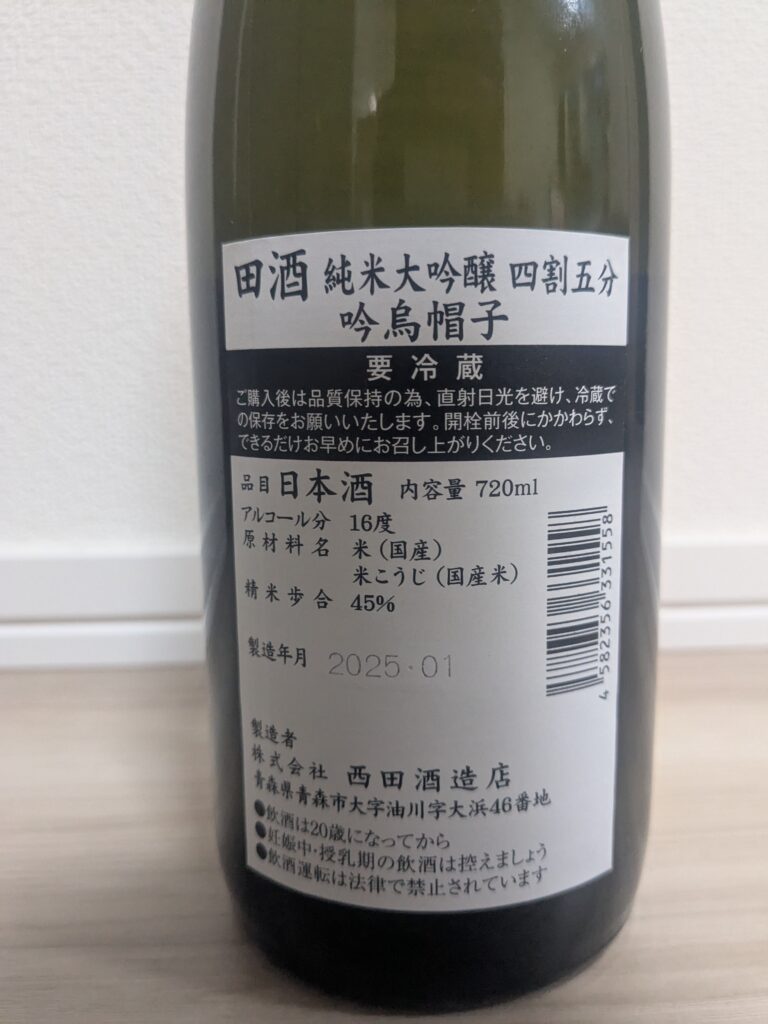 田酒 純米大吟醸 四割五分
吟烏帽子
要冷蔵
ご購入後は品質保持の為、直射日光を避け、冷蔵で
の保存をお願いいたします。開栓前後にかかわらず、
できるだけお早めにお召し上がりください。
品目 日本酒 内容量 720ml
アルコール分 16度
原材料名 米(国産)
米こうじ(国産米)
精米歩合 45%
製造年月 2025·01
製造者
株式会社 西田酒造店
青森県青森市大字油川字大浜46番地
●飲酒は20歳になってから
●妊娠中・授乳期の飲酒は控えましょう
●飲酒運転は法律で禁止されています
4 582356 331558